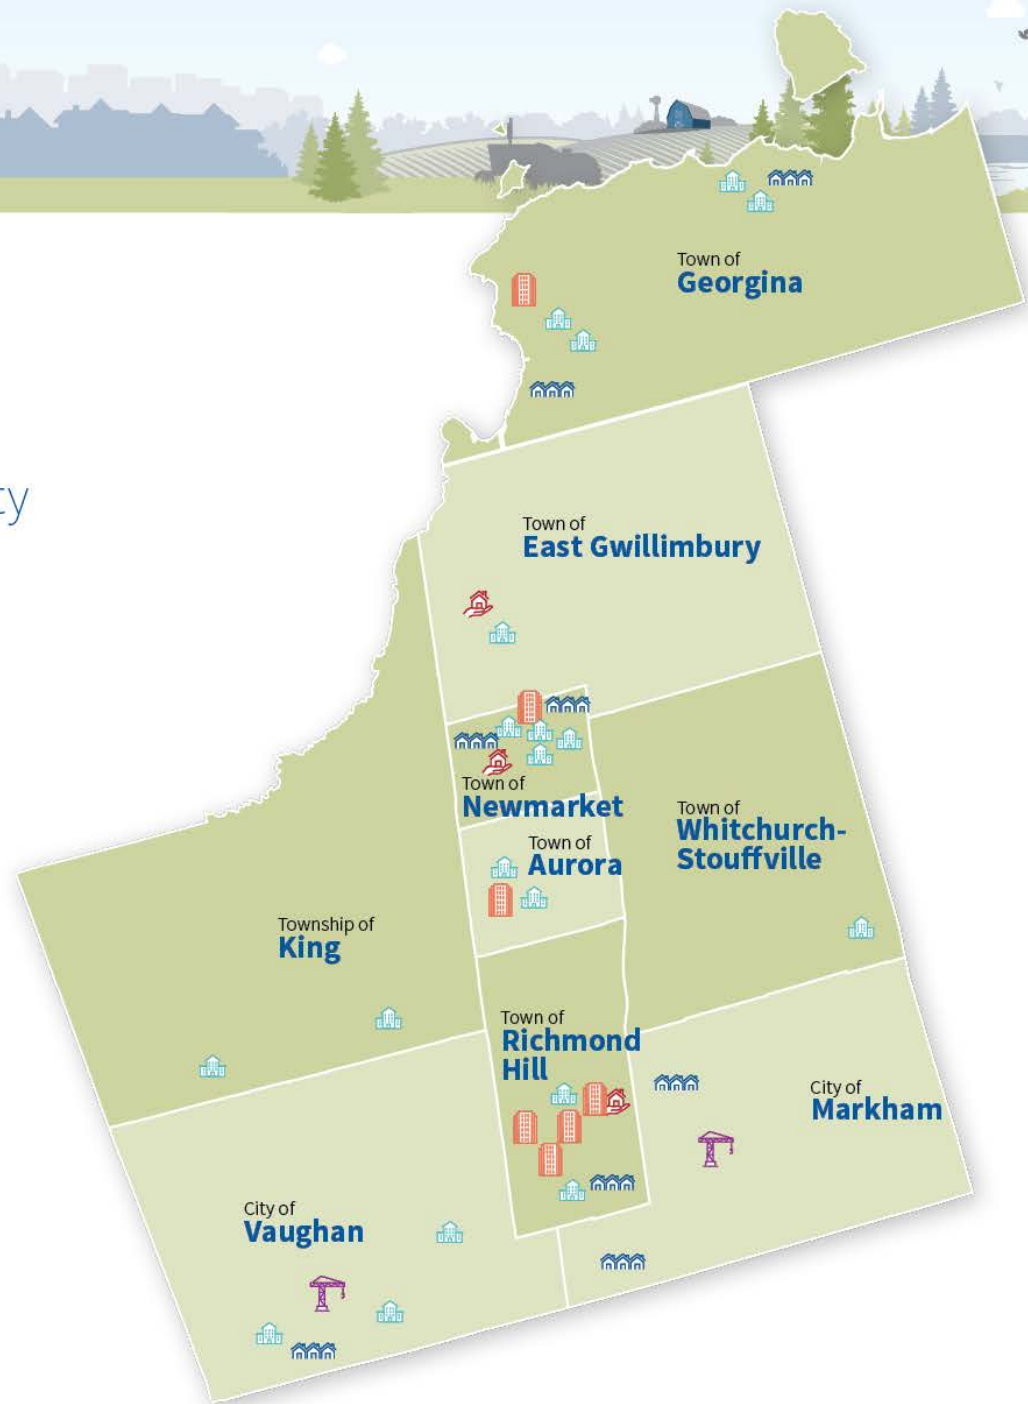 Town of
Georgina
ty
Town of
East Gwillimbury
Town of
Newmarket
Town of
Whitchurch-
Stouffville
Town of
Aurora
Township of
King
Town of
Richmond
Hill
City of
Markham
City of
Vaughan